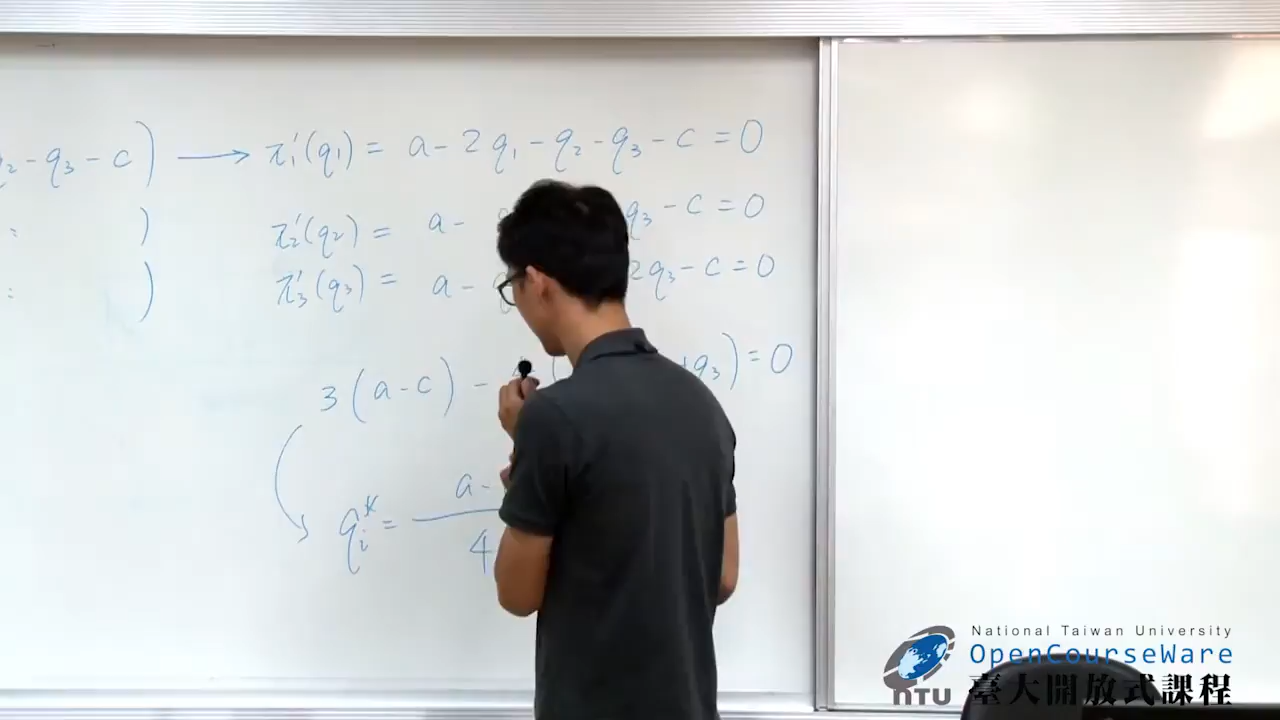 q₂ - q₃ - c ) → π₁'(q₁) = a - 2q₁ - q₂ - q₃ - c = 0
: ) π₂'(q₂) = a - q₃ - c = 0
: ) π₃'(q₃) = a - 2q₃ - c = 0
3(a - c) - ( + q₃) = 0
qᵢ* = a -
4
National Taiwan University
OpenCourseWare
NTU 臺大開放式課程